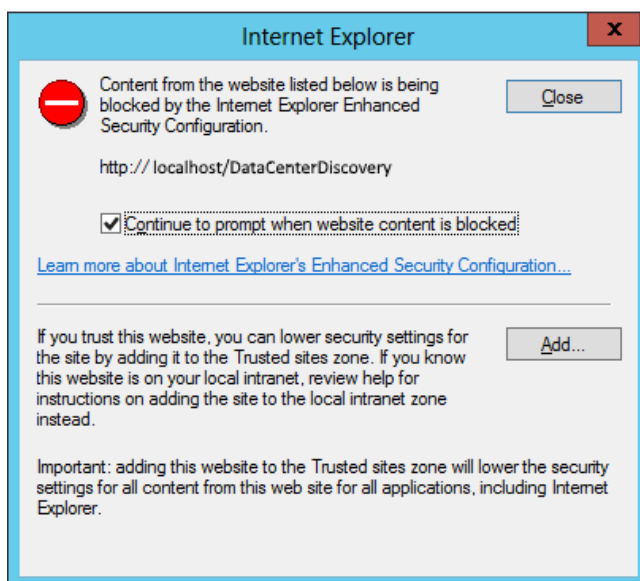 Internet Explorer
x
Content from the website listed below is being
blocked by the Internet Explorer Enhanced
Security Configuration.
Close
http:// localhost/DataCenterDiscovery
Continue to prompt when website content is blocked
Learn more about Internet Explorer's Enhanced Security Configuration...
If you trust this website, you can lower security settings for
the site by adding it to the Trusted sites zone. If you know
this website is on your local intranet, review help for
instructions on adding the site to the local intranet zone
instead.
Add...
Important: adding this website to the Trusted sites zone will lower the security
settings for all content from this web site for all applications, including Internet
Explorer.